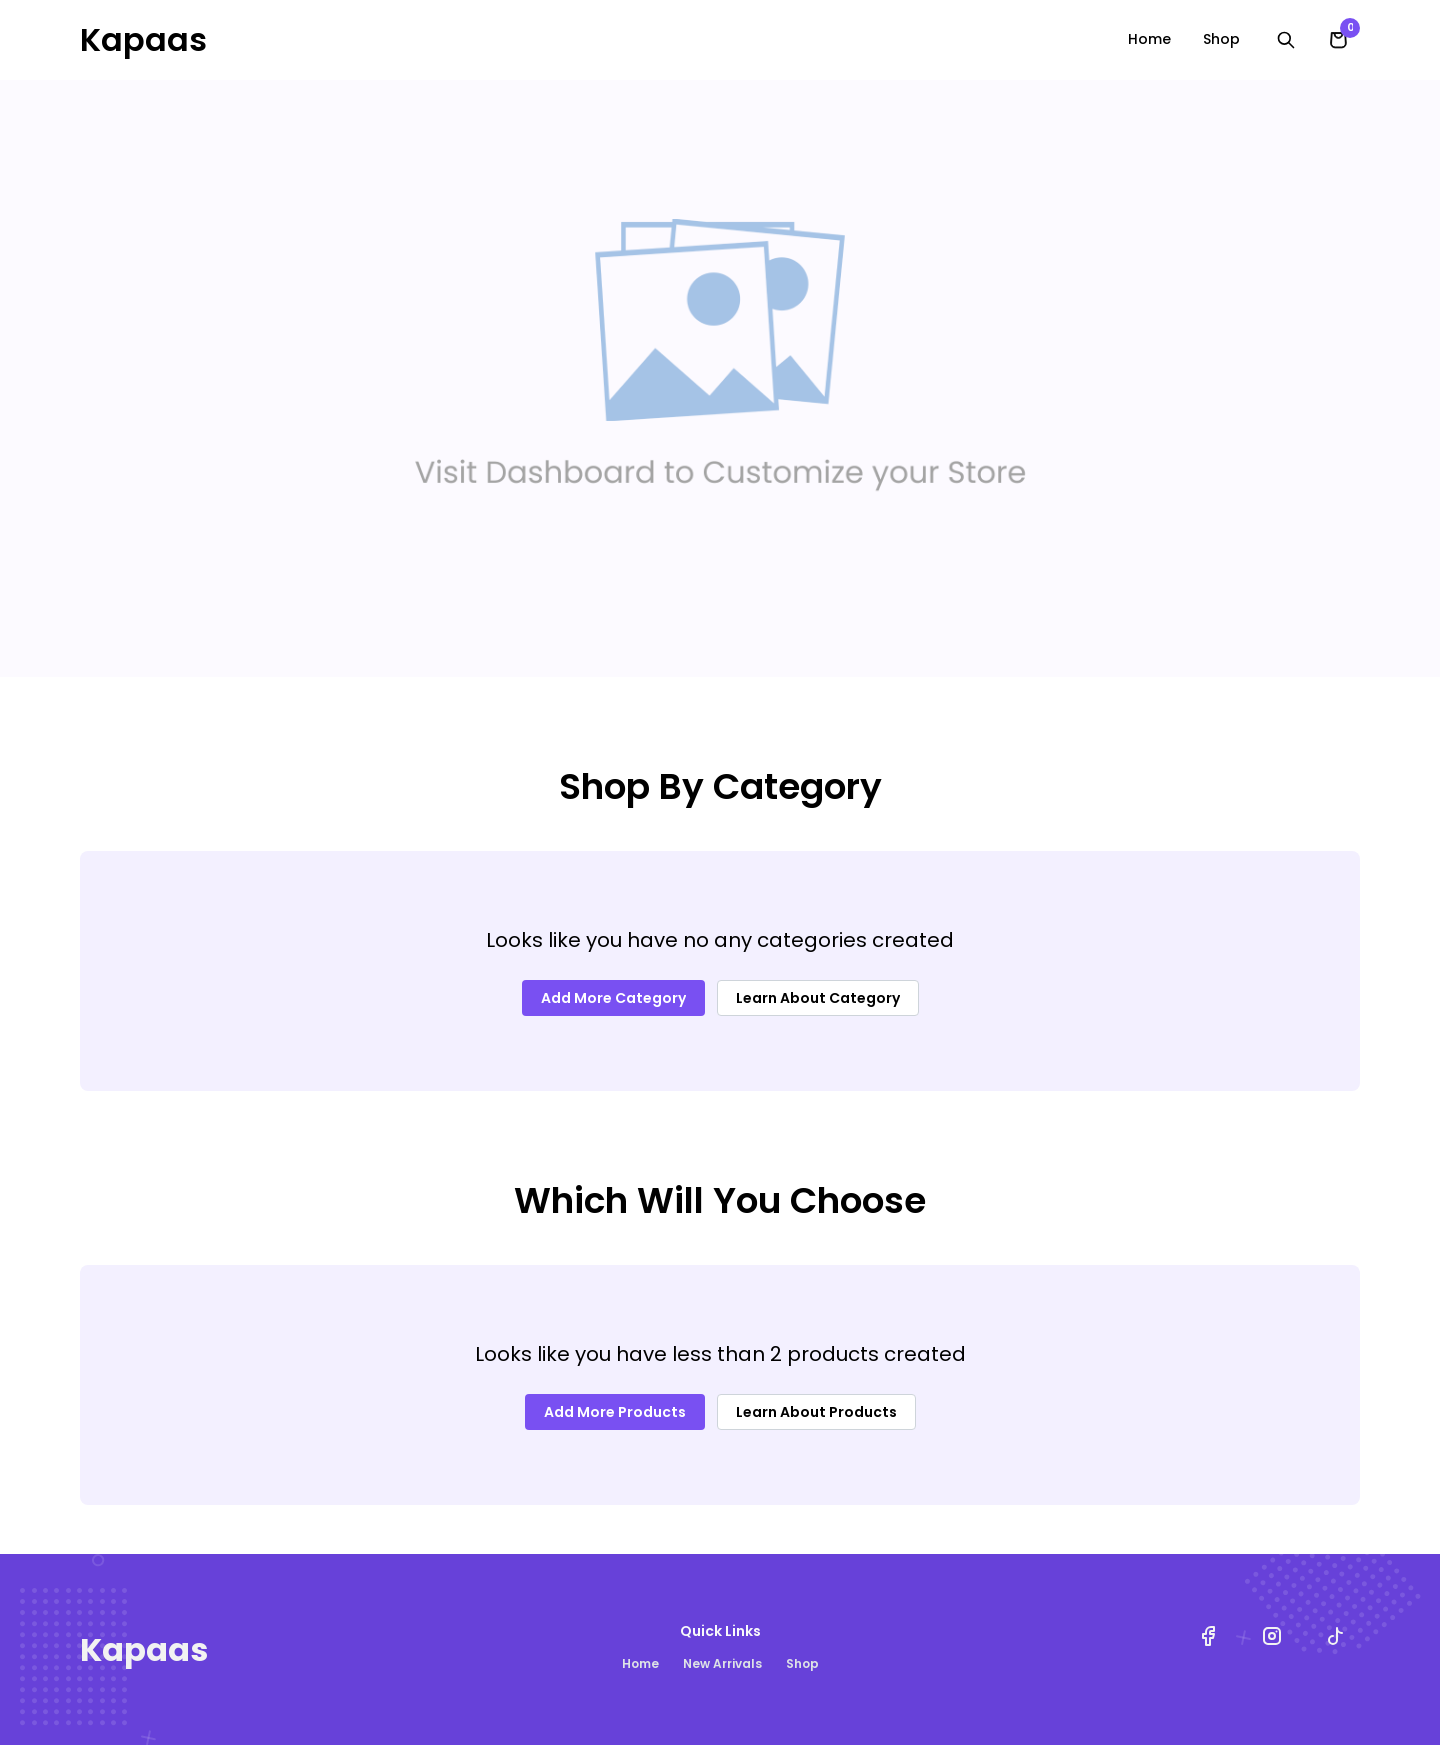 Kapaas
Home Shop 0
Visit Dashboard to Customize your Store
Shop By Category
Looks like you have no any categories created
Add More Category Learn About Category
Which Will You Choose
Looks like you have less than 2 products created
Add More Products Learn About Products
Kapaas
Quick Links
Home New Arrivals Shop